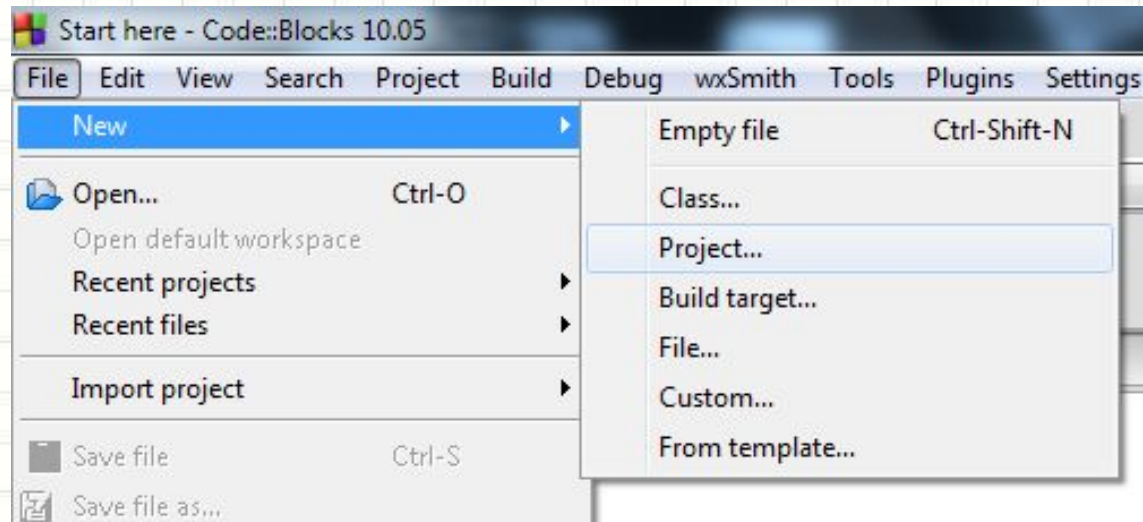 Start here - Code::Blocks 10.05
File Edit View Search Project Build Debug wxSmith Tools Plugins Settings
New
Open... Ctrl-O
Open default workspace
Recent projects
Recent files
Import project
Save file Ctrl-S
Save file as...
Empty file Ctrl-Shift-N
Class...
Project...
Build target...
File...
Custom...
From template...